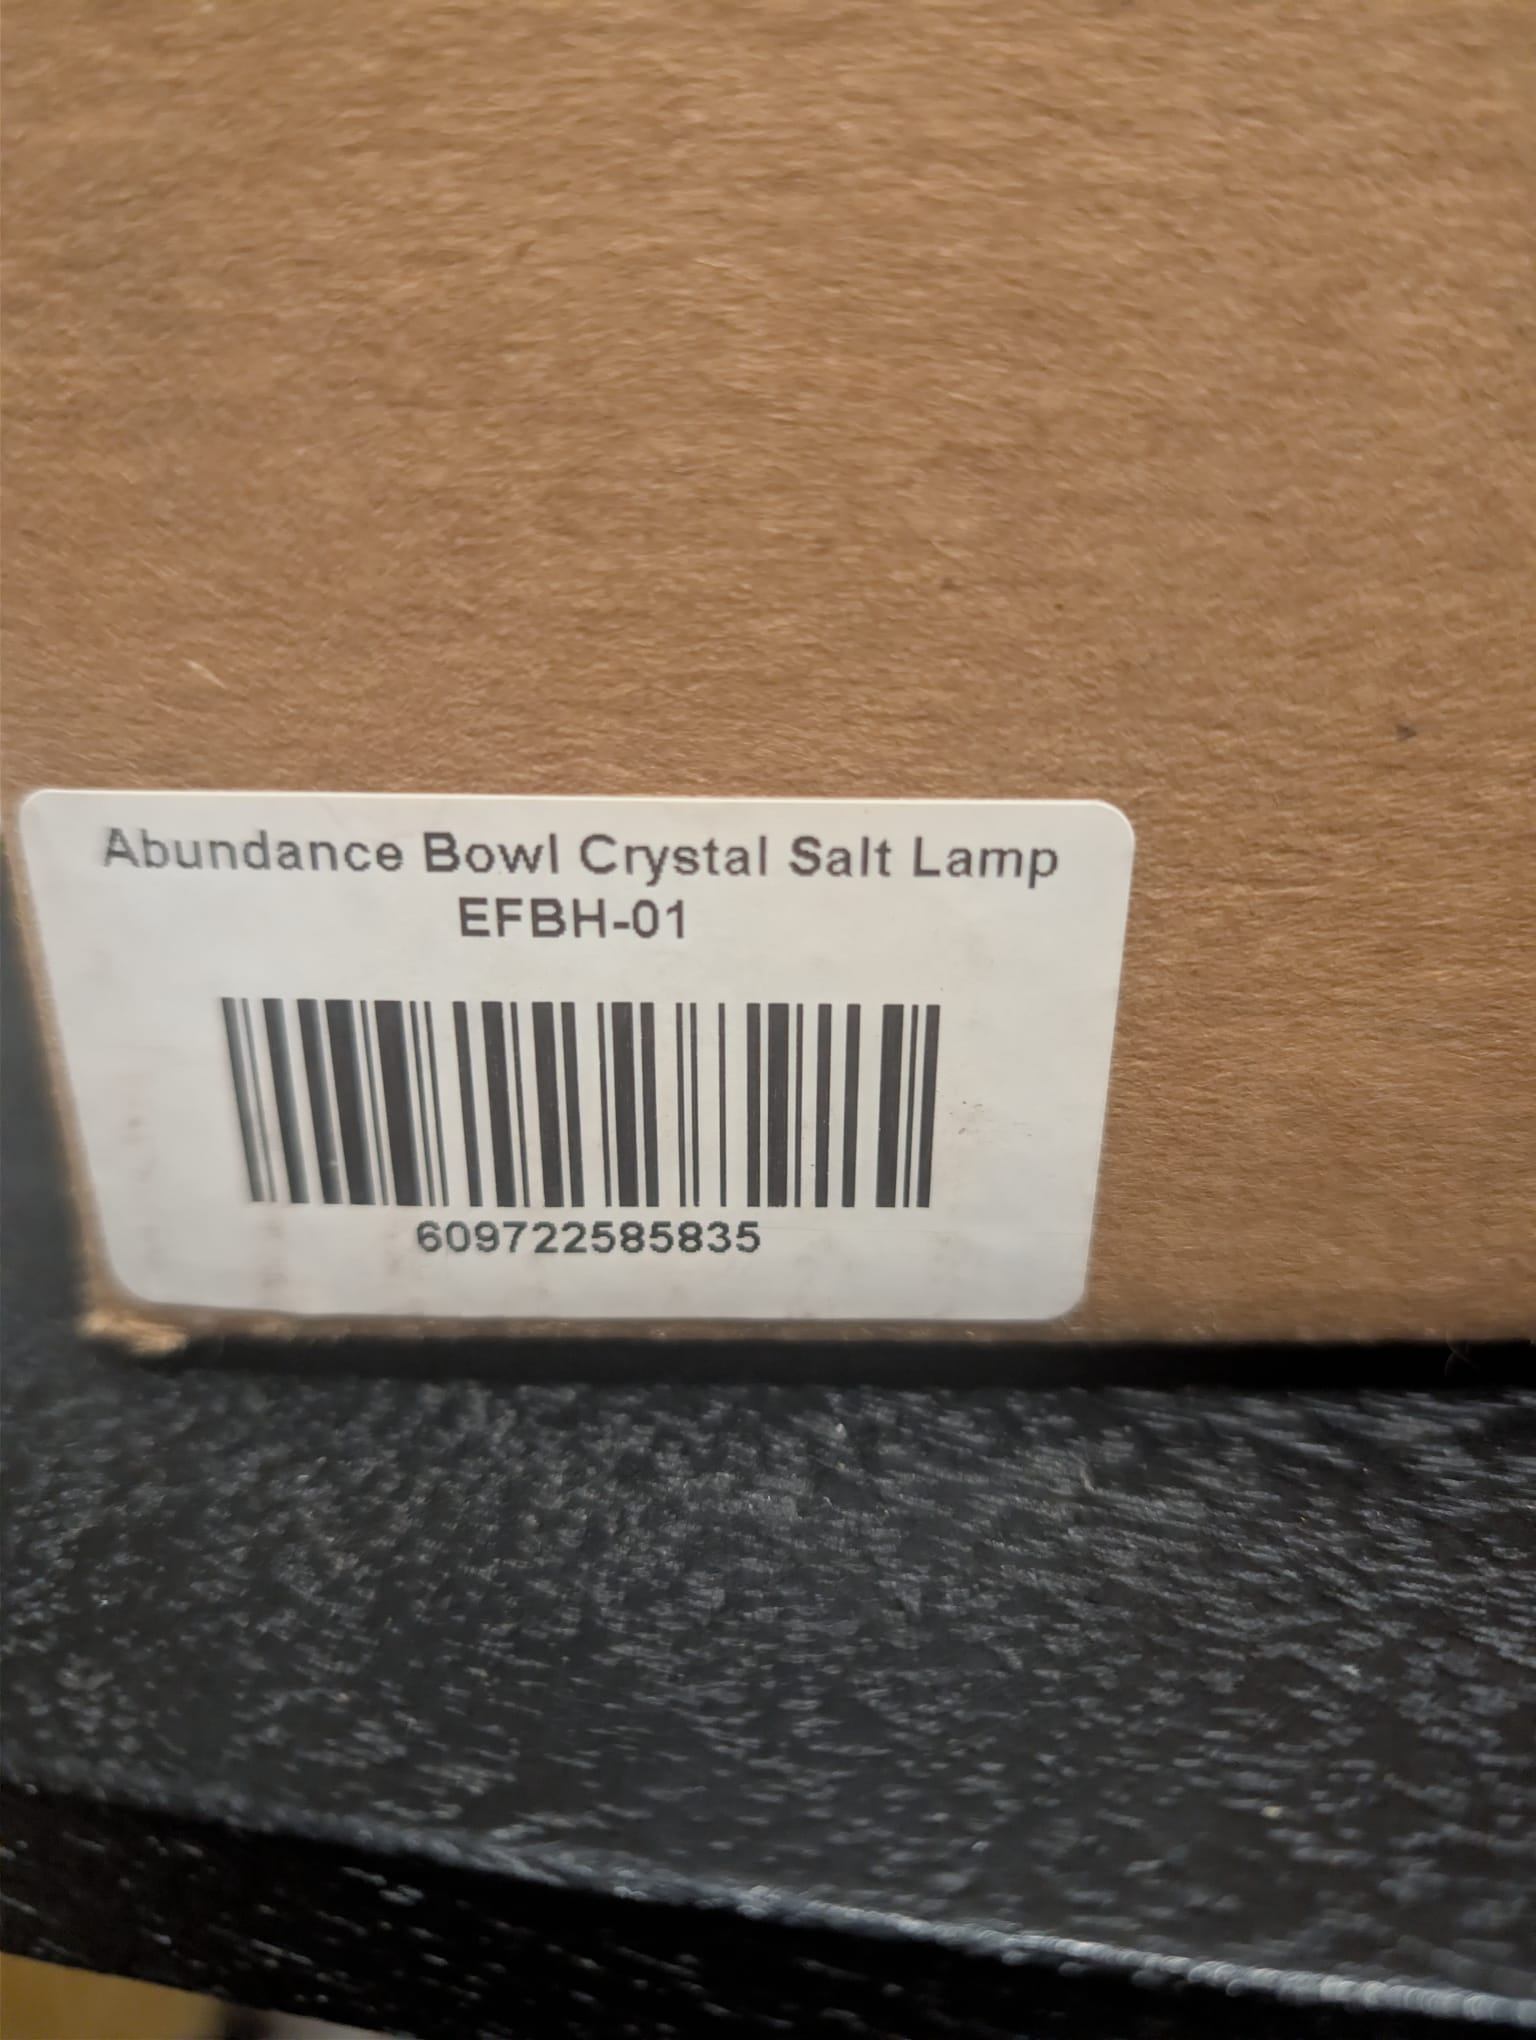 Abundance Bowl Crystal Salt Lamp
EFBH-01
609722585835